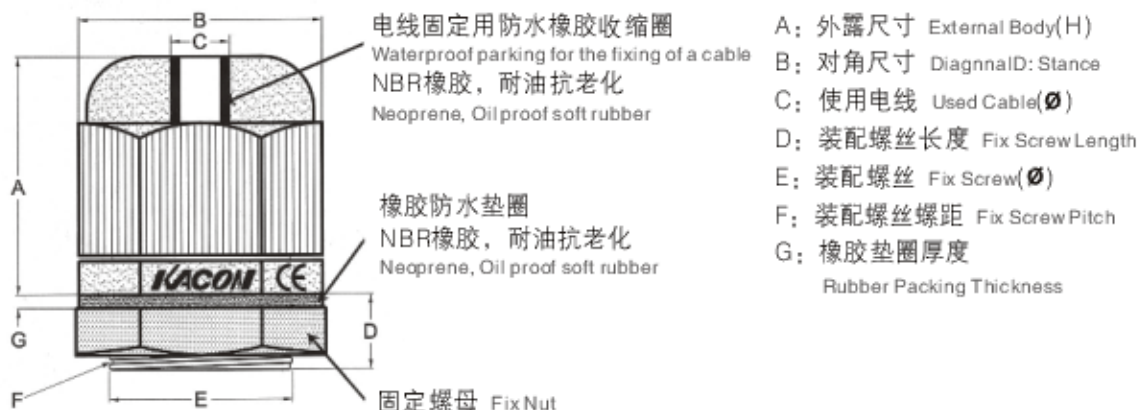 B
C
A
KACON CE
G
D
F
E
电线固定用防水橡胶收缩圈
Waterproof parking for the fixing of a cable
NBR橡胶，耐油抗老化
Neoprene, Oil proof soft rubber
橡胶防水垫圈
NBR橡胶，耐油抗老化
Neoprene, Oil proof soft rubber
固定螺母 Fix Nut
A：外露尺寸 External Body(H)
B：对角尺寸 DiagnnalD: Stance
C：使用电线 Used Cable(Ø)
D：装配螺丝长度 Fix Screw Length
E：装配螺丝 Fix Screw(Ø)
F：装配螺丝螺距 Fix Screw Pitch
G：橡胶垫圈厚度
Rubber Packing Thickness